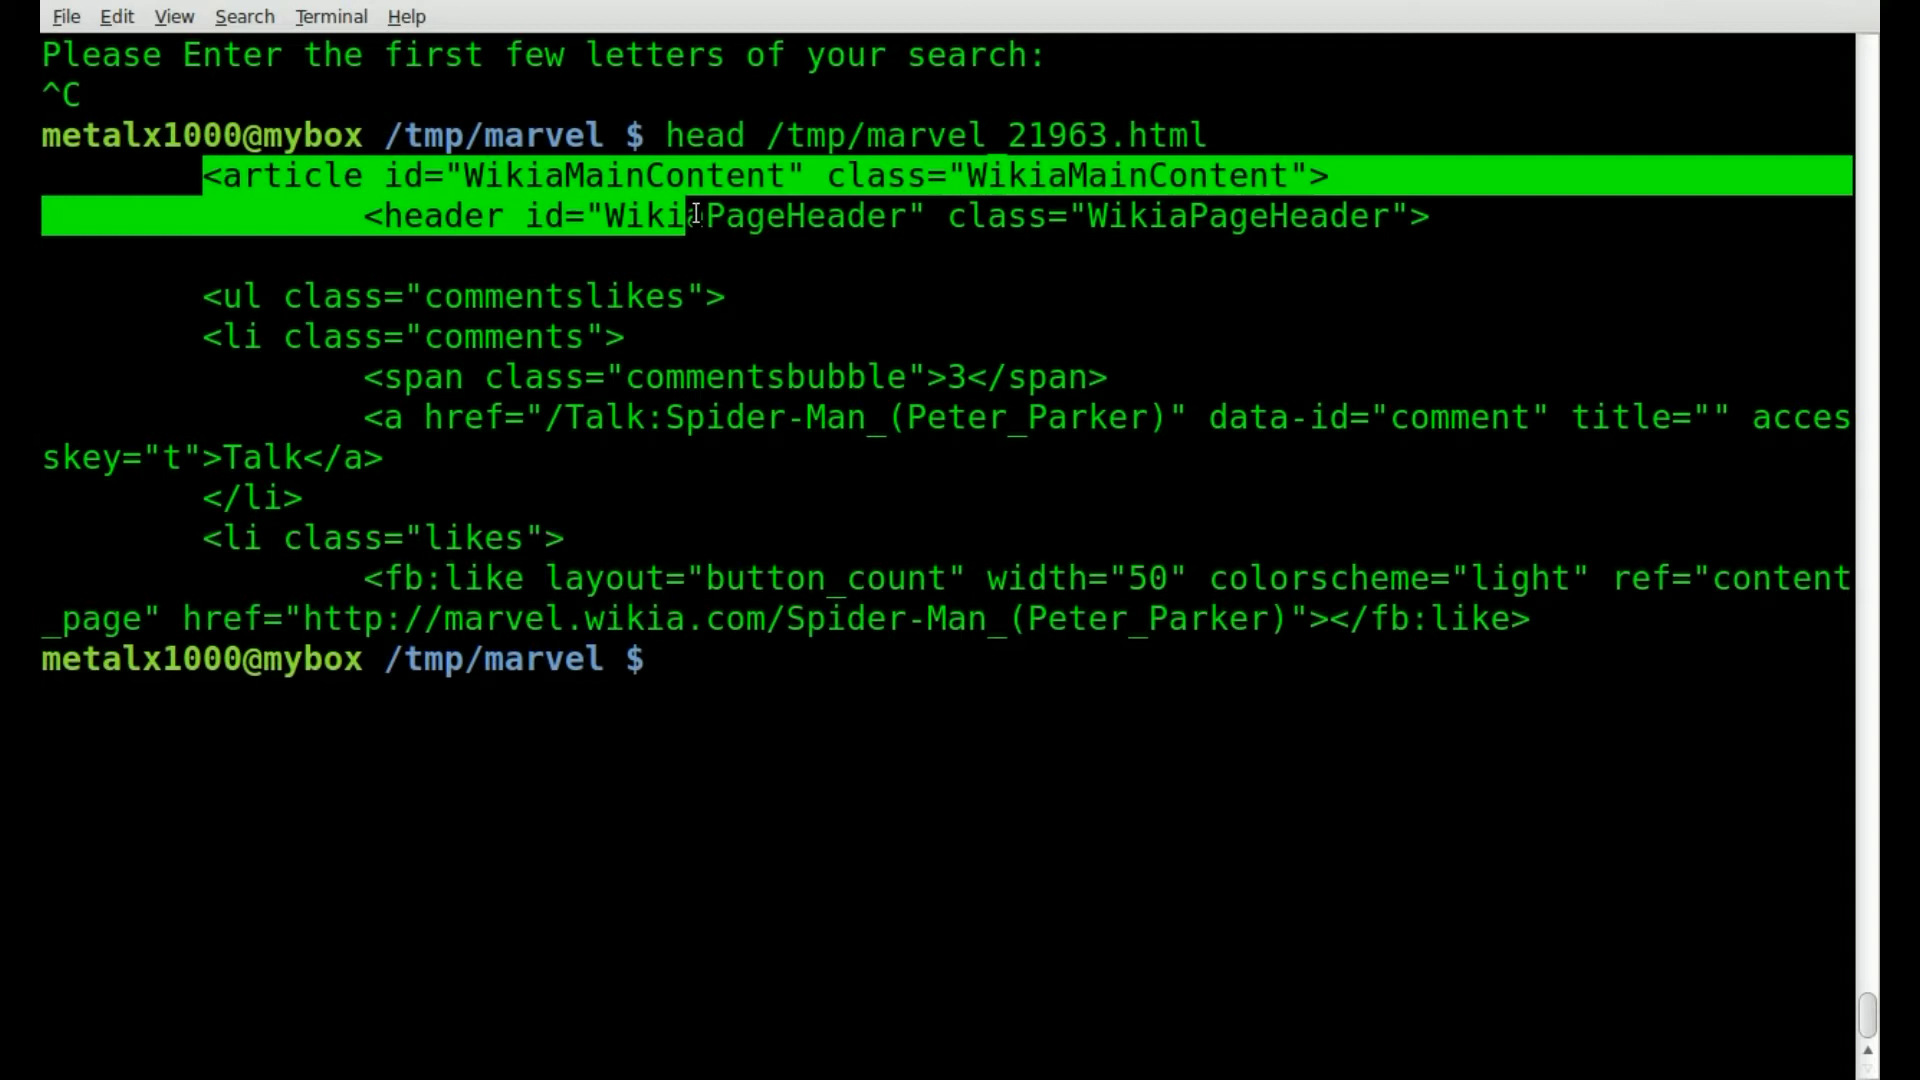 File Edit View Search Terminal Help
Please Enter the first few letters of your search:
^C
metalx1000@mybox /tmp/marvel $ head /tmp/marvel_21963.html
<article id="WikiaMainContent" class="WikiaMainContent">
<header id="WikiaPageHeader" class="WikiaPageHeader">
<ul class="commentslikes">
<li class="comments">
<span class="commentsbubble">3</span>
<a href="/Talk:Spider-Man_(Peter_Parker)" data-id="comment" title="" acces
skey="t">Talk</a>
</li>
<li class="likes">
<fb:like layout="button_count" width="50" colorscheme="light" ref="content
_page" href="http://marvel.wikia.com/Spider-Man_(Peter_Parker)"></fb:like>
metalx1000@mybox /tmp/marvel $